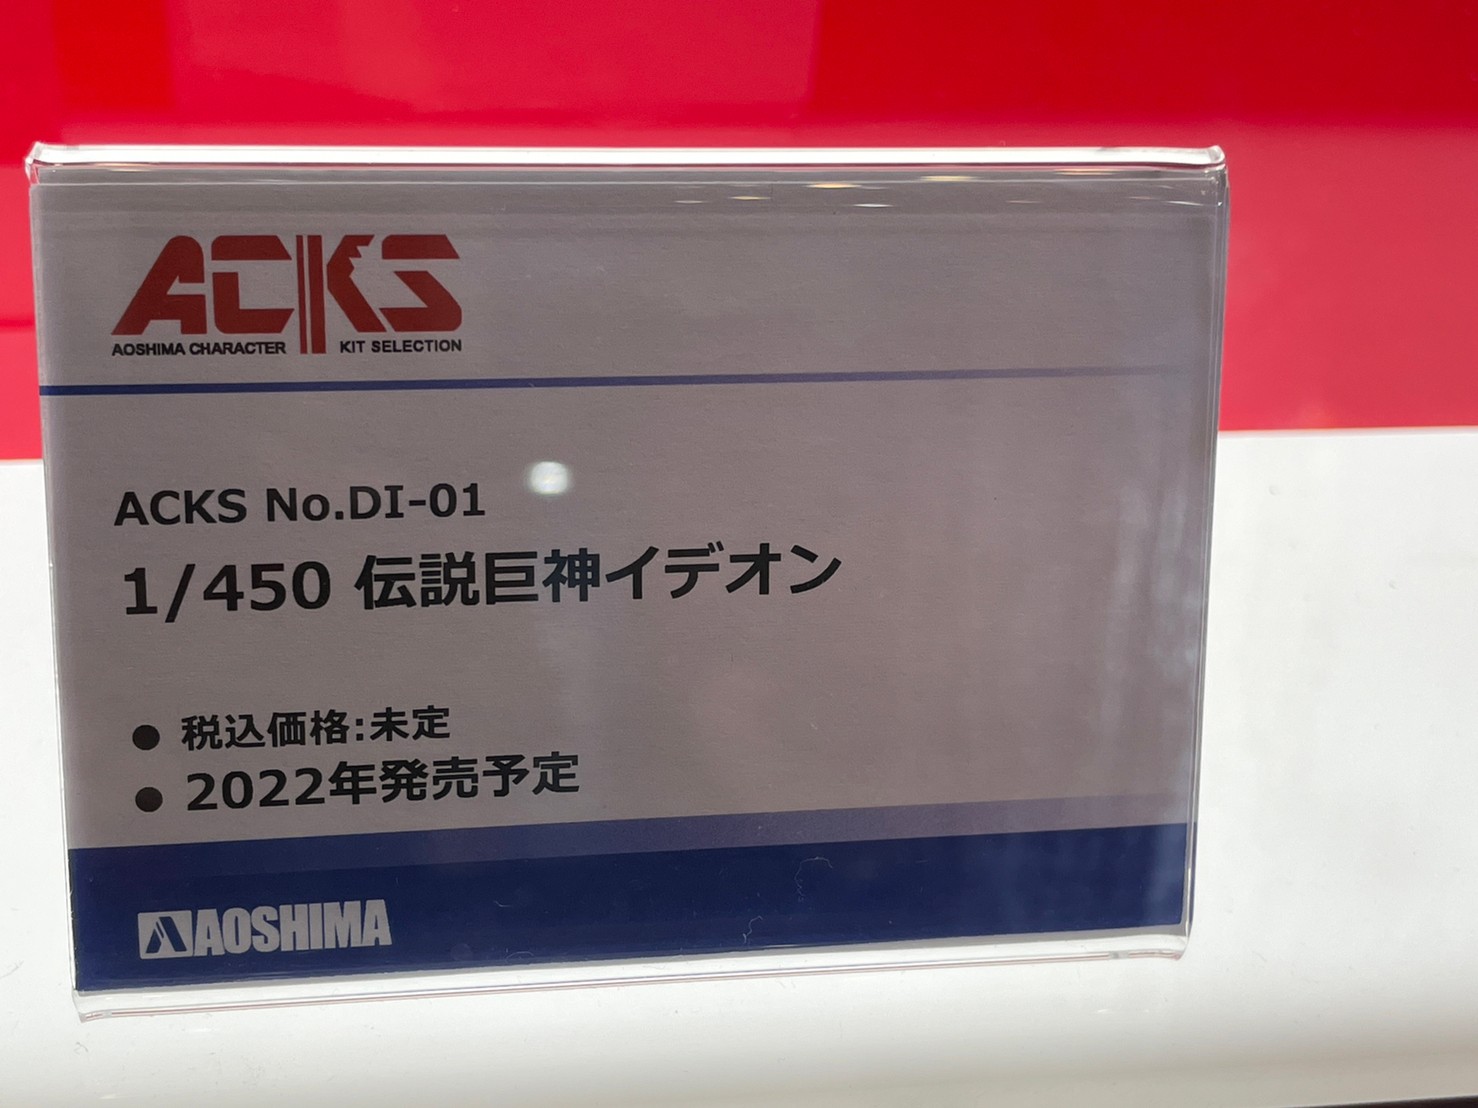 ACKS
AOSHIMA CHARACTER KIT SELECTION
ACKS No.DI-01
1/450 伝説巨神イデオン
● 税込価格:未定
● 2022年発売予定
AOSHIMA